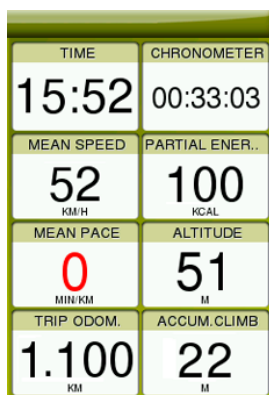 TIME CHRONOMETER
15:52 00:33:03
MEAN SPEED PARTIAL ENER..
52 100
KM/H KCAL
MEAN PACE ALTITUDE
0 51
MIN/KM M
TRIP ODOM. ACCUM.CLIMB
1.100 22
KM M